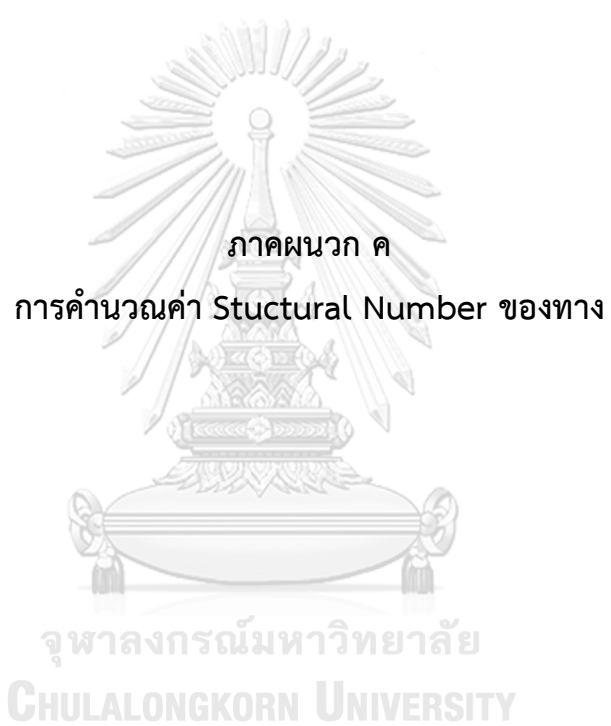 ภาคผนวก ค
การคำนวณค่า Stuctural Number ของทาง
จุฬาลงกรณ์มหาวิทยาลัย
CHULALONGKORN UNIVERSITY